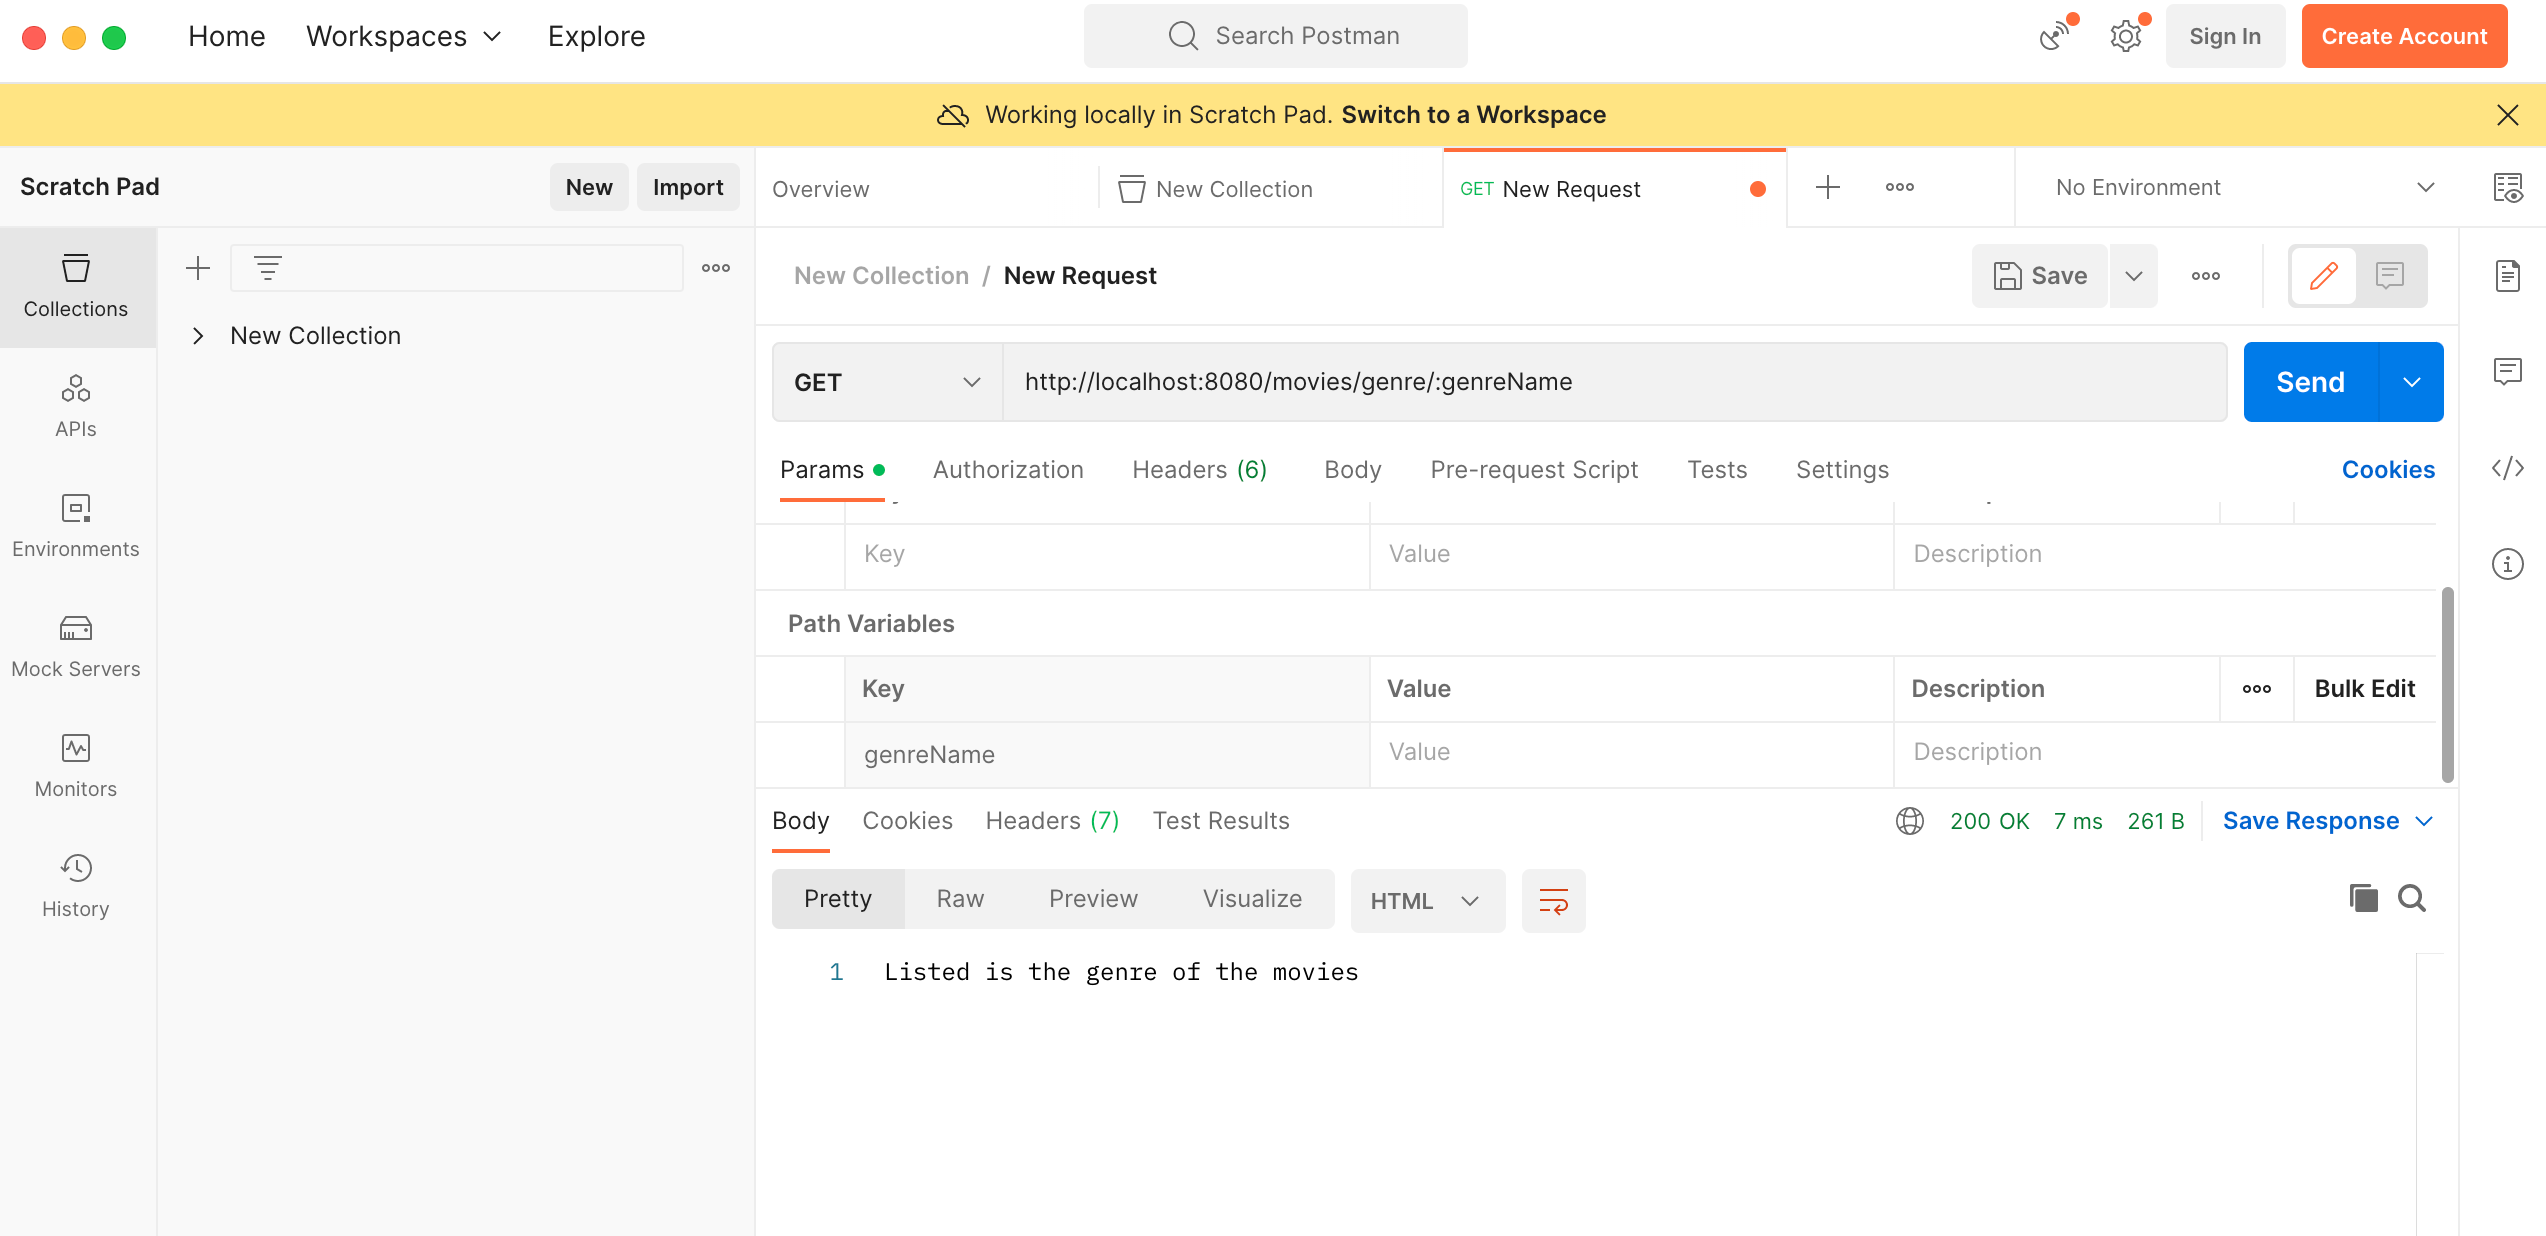 Home Workspaces Explore Search Postman Sign In Create Account
Working locally in Scratch Pad. Switch to a Workspace
Scratch Pad New Import Overview New Collection GET New Request No Environment
New Collection / New Request Save
Collections
New Collection
GET http://localhost:8080/movies/genre/:genreName Send
APIs
Params Authorization Headers (6) Body Pre-request Script Tests Settings Cookies
Environments
Key Value Description
Path Variables
Mock Servers
Key Value Description Bulk Edit
genreName Value Description
Monitors
Body Cookies Headers (7) Test Results 200 OK 7 ms 261 B Save Response
Pretty Raw Preview Visualize HTML
History
1 Listed is the genre of the movies